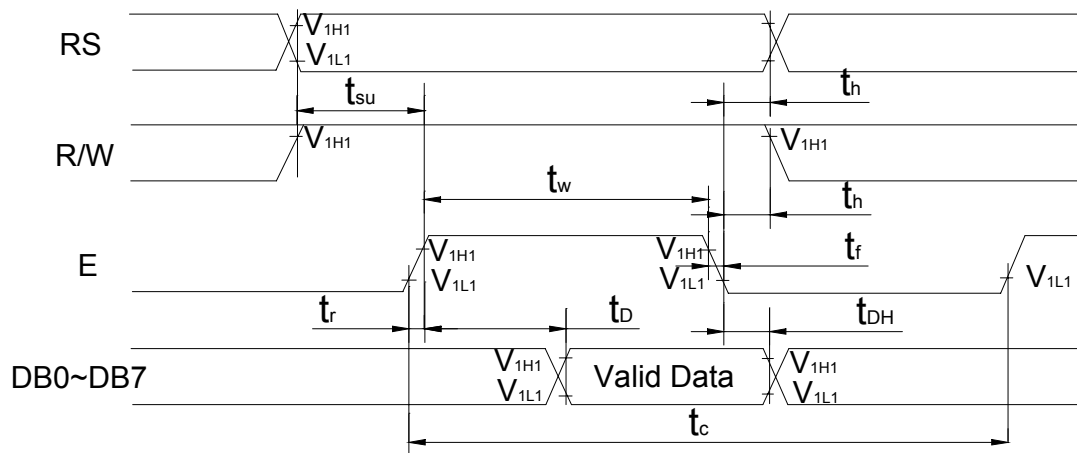 RS
V1H1
V1L1
tsu
th
R/W
V1H1
V1H1
tw
th
E
V1H1
V1L1
V1H1
V1L1
tf
V1L1
tr
tD
tDH
DB0~DB7
V1H1
V1L1
Valid Data
V1H1
V1L1
tc